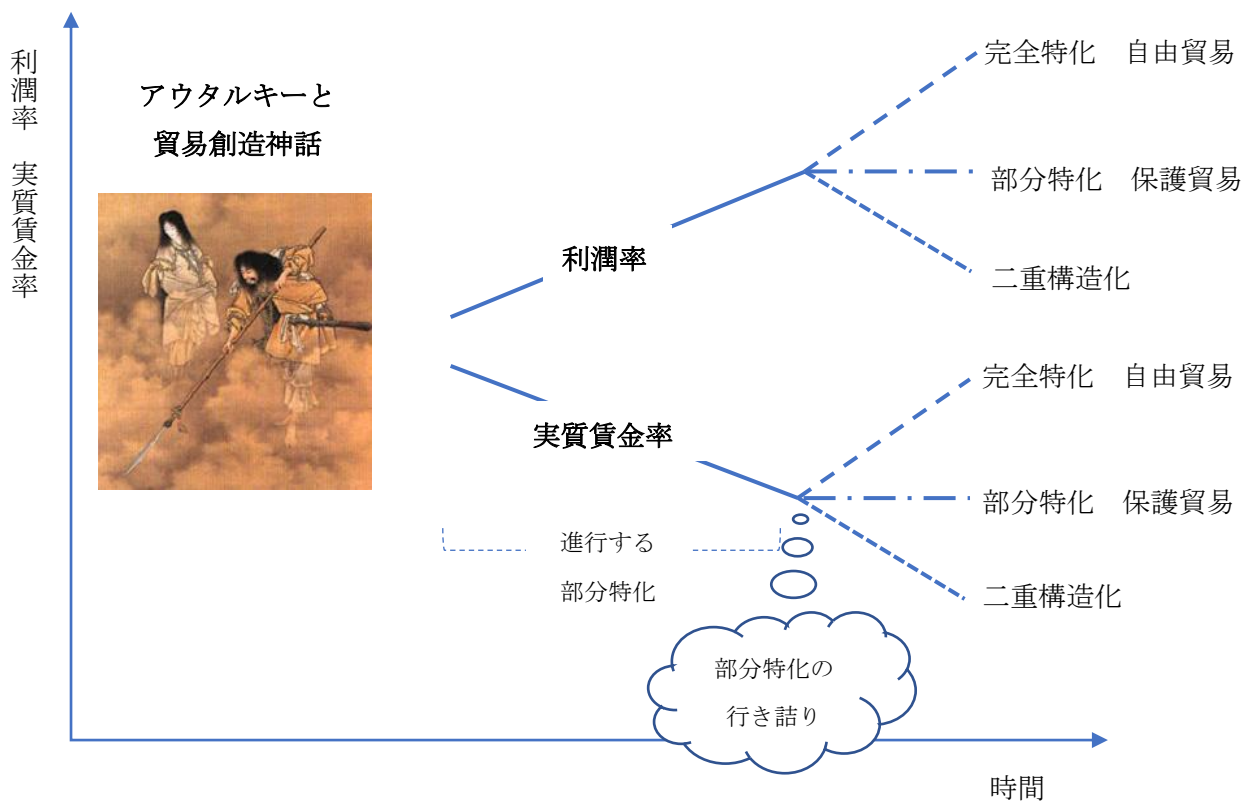 利潤率　実質賃金率
アウタルキーと
貿易創造神話
利潤率
実質賃金率
完全特化　自由貿易
部分特化　保護貿易
二重構造化
完全特化　自由貿易
部分特化　保護貿易
二重構造化
進行する
部分特化
部分特化の
行き詰り
時間